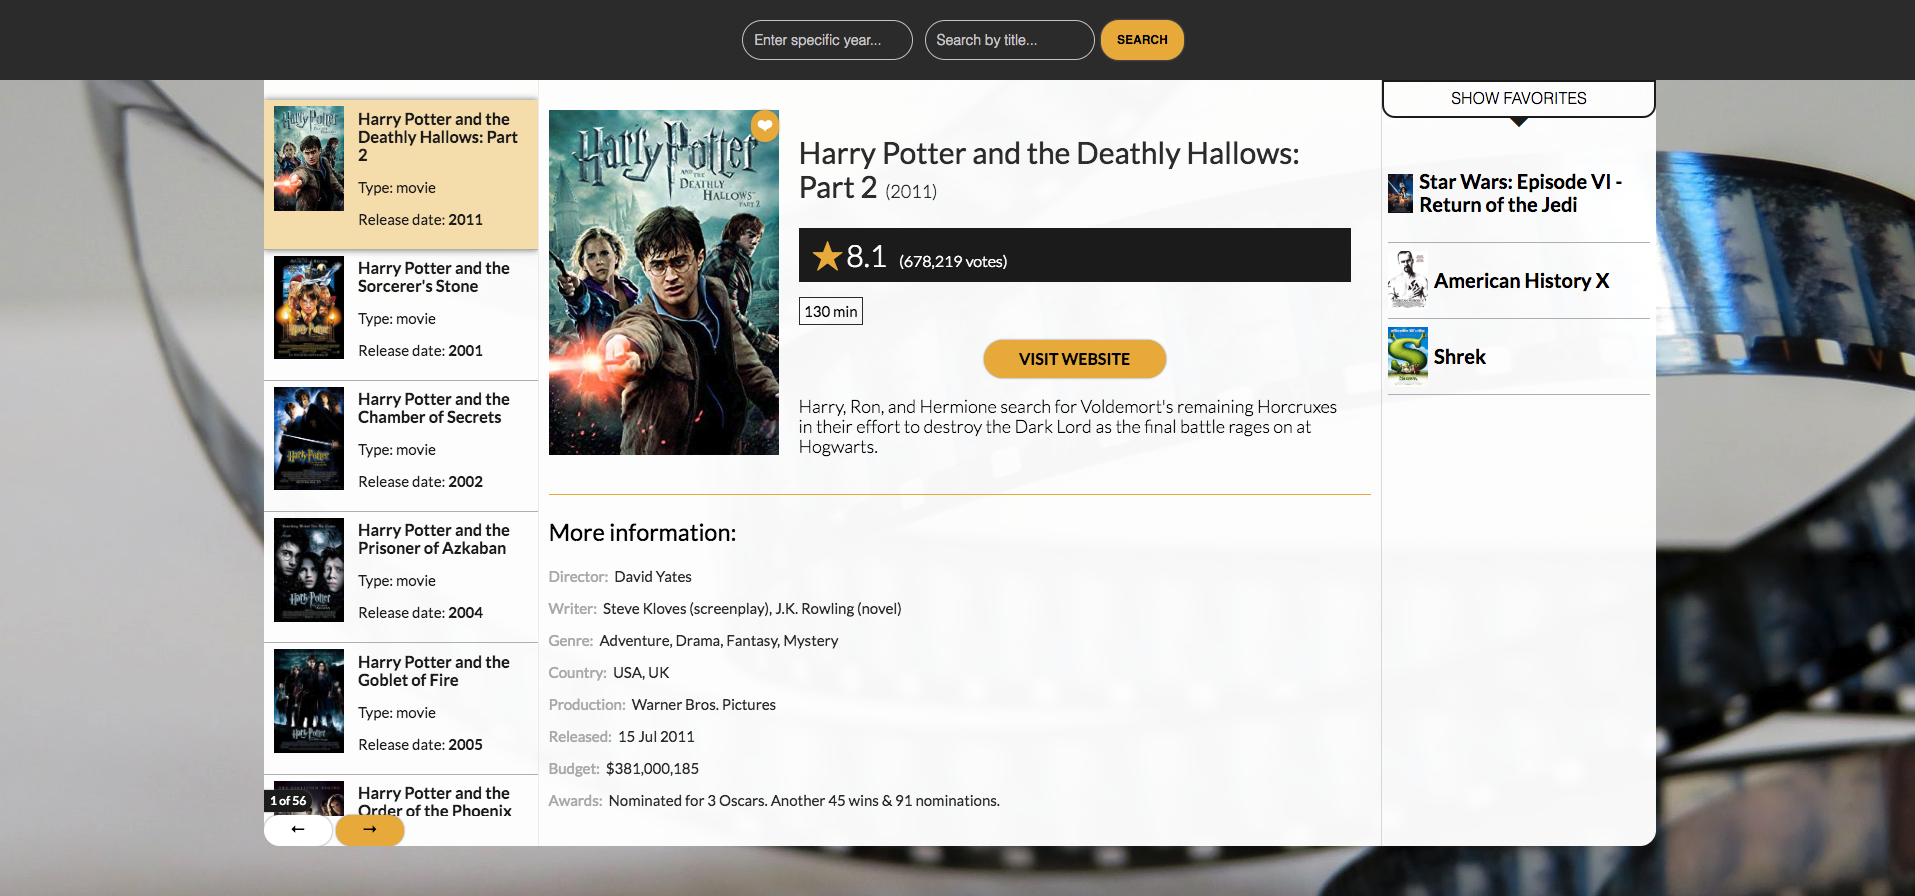 Enter specific year...
Search by title...
SEARCH
Harry Potter and the
Deathly Hallows: Part
2
Type: movie
Release date: 2011
Harry Potter and the
Sorcerer's Stone
Type: movie
Release date: 2001
Harry Potter and the
Chamber of Secrets
Type: movie
Release date: 2002
Harry Potter and the
Prisoner of Azkaban
Type: movie
Release date: 2004
Harry Potter and the
Goblet of Fire
Type: movie
Release date: 2005
Harry Potter and the
Order of the Phoenix
1 of 56
←
→
Harry Potter
AND THE
DEATHLY
HALLOWS
PART 2
Harry Potter and the Deathly Hallows:
Part 2 (2011)
8.1 (678,219 votes)
130 min
VISIT WEBSITE
Harry, Ron, and Hermione search for Voldemort's remaining Horcruxes
in their effort to destroy the Dark Lord as the final battle rages on at
Hogwarts.
More information:
Director: David Yates
Writer: Steve Kloves (screenplay), J.K. Rowling (novel)
Genre: Adventure, Drama, Fantasy, Mystery
Country: USA, UK
Production: Warner Bros. Pictures
Released: 15 Jul 2011
Budget: $381,000,185
Awards: Nominated for 3 Oscars. Another 45 wins & 91 nominations.
SHOW FAVORITES
Star Wars: Episode VI -
Return of the Jedi
American History X
Shrek